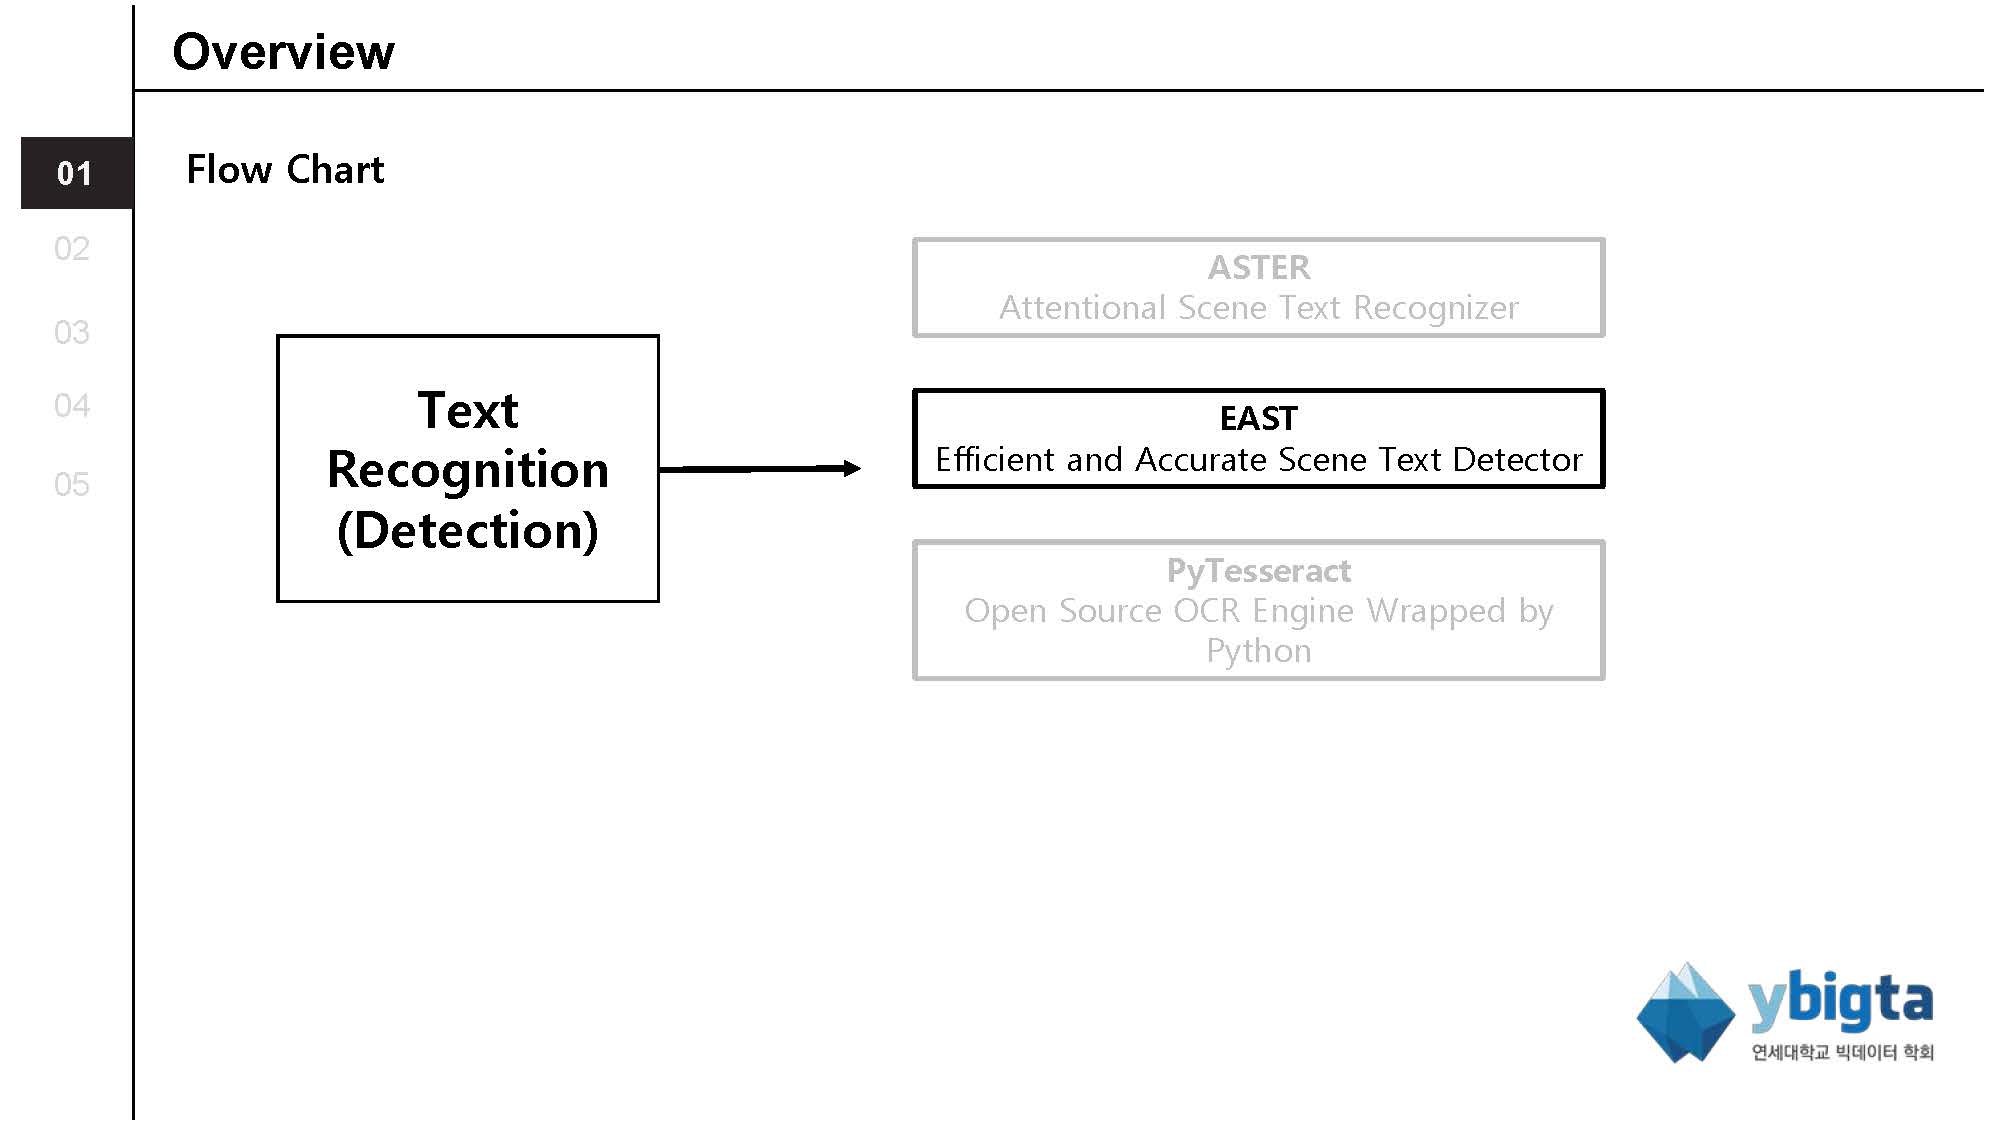 Overview
01
Flow Chart
02
03
04
05
Text
Recognition
(Detection)
ASTER
Attentional Scene Text Recognizer
EAST
Efficient and Accurate Scene Text Detector
PyTesseract
Open Source OCR Engine Wrapped by
Python
ybigta
연세대학교 빅데이터 학회